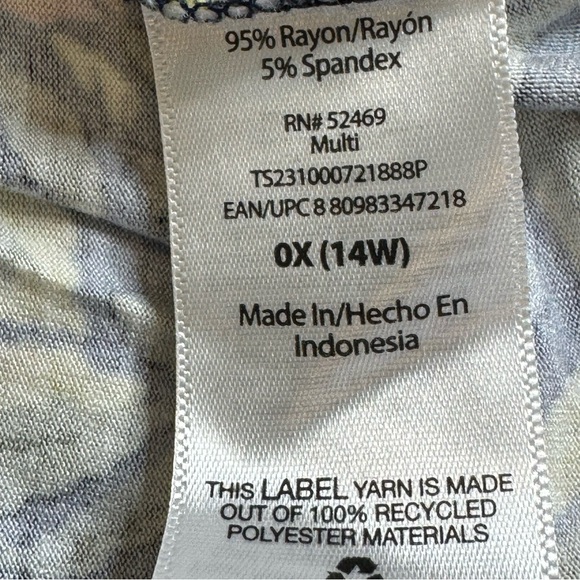 95% Rayon/Rayón
5% Spandex
RN# 52469
Multi
TS231000721888P
EAN/UPC 8 80983347218
0X (14W)
Made In/Hecho En
Indonesia
THIS LABEL YARN IS MADE
OUT OF 100% RECYCLED
POLYESTER MATERIALS